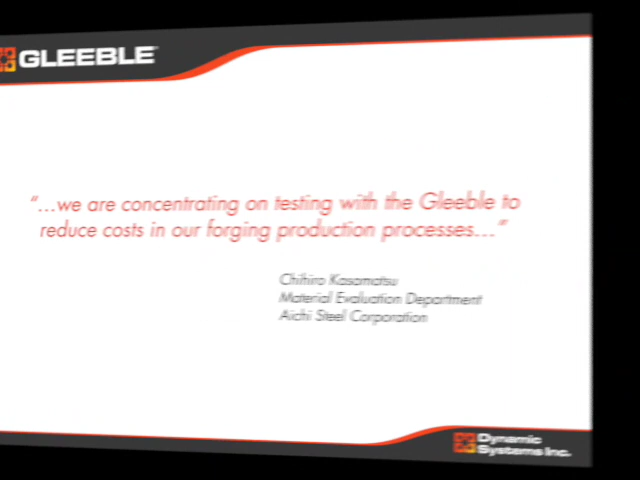 GLEEBLE
"...we are concentrating on testing with the Gleeble to
reduce costs in our forging production processes..."
Chihiro Kasamatsu
Material Evaluation Department
Aichi Steel Corporation
Dynamic
Systems Inc.